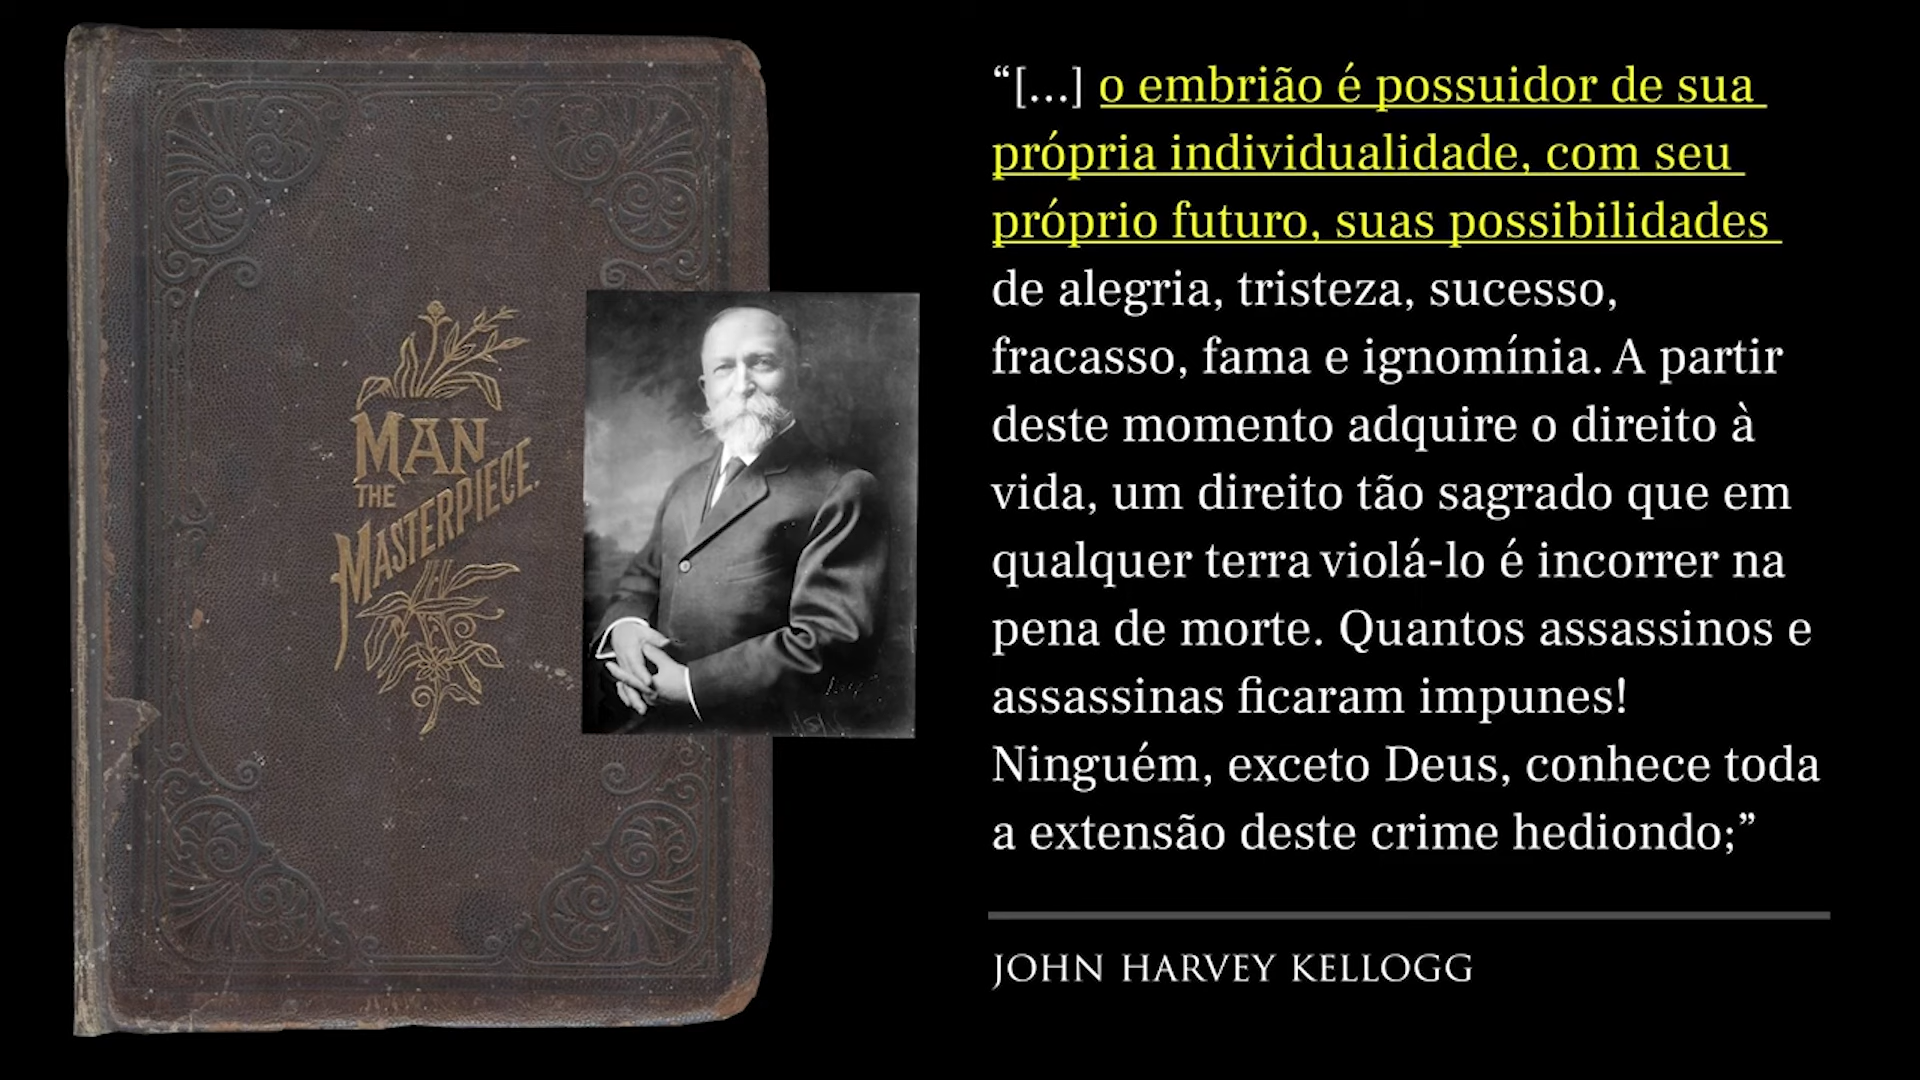 MAN
THE
MASTERPIECE.
“[...] o embrião é possuidor de sua
própria individualidade, com seu
próprio futuro, suas possibilidades
de alegria, tristeza, sucesso,
fracasso, fama e ignomínia. A partir
deste momento adquire o direito à
vida, um direito tão sagrado que em
qualquer terra violá-lo é incorrer na
pena de morte. Quantos assassinos e
assassinas ficaram impunes!
Ninguém, exceto Deus, conhece toda
a extensão deste crime hediondo;”
JOHN HARVEY KELLOGG